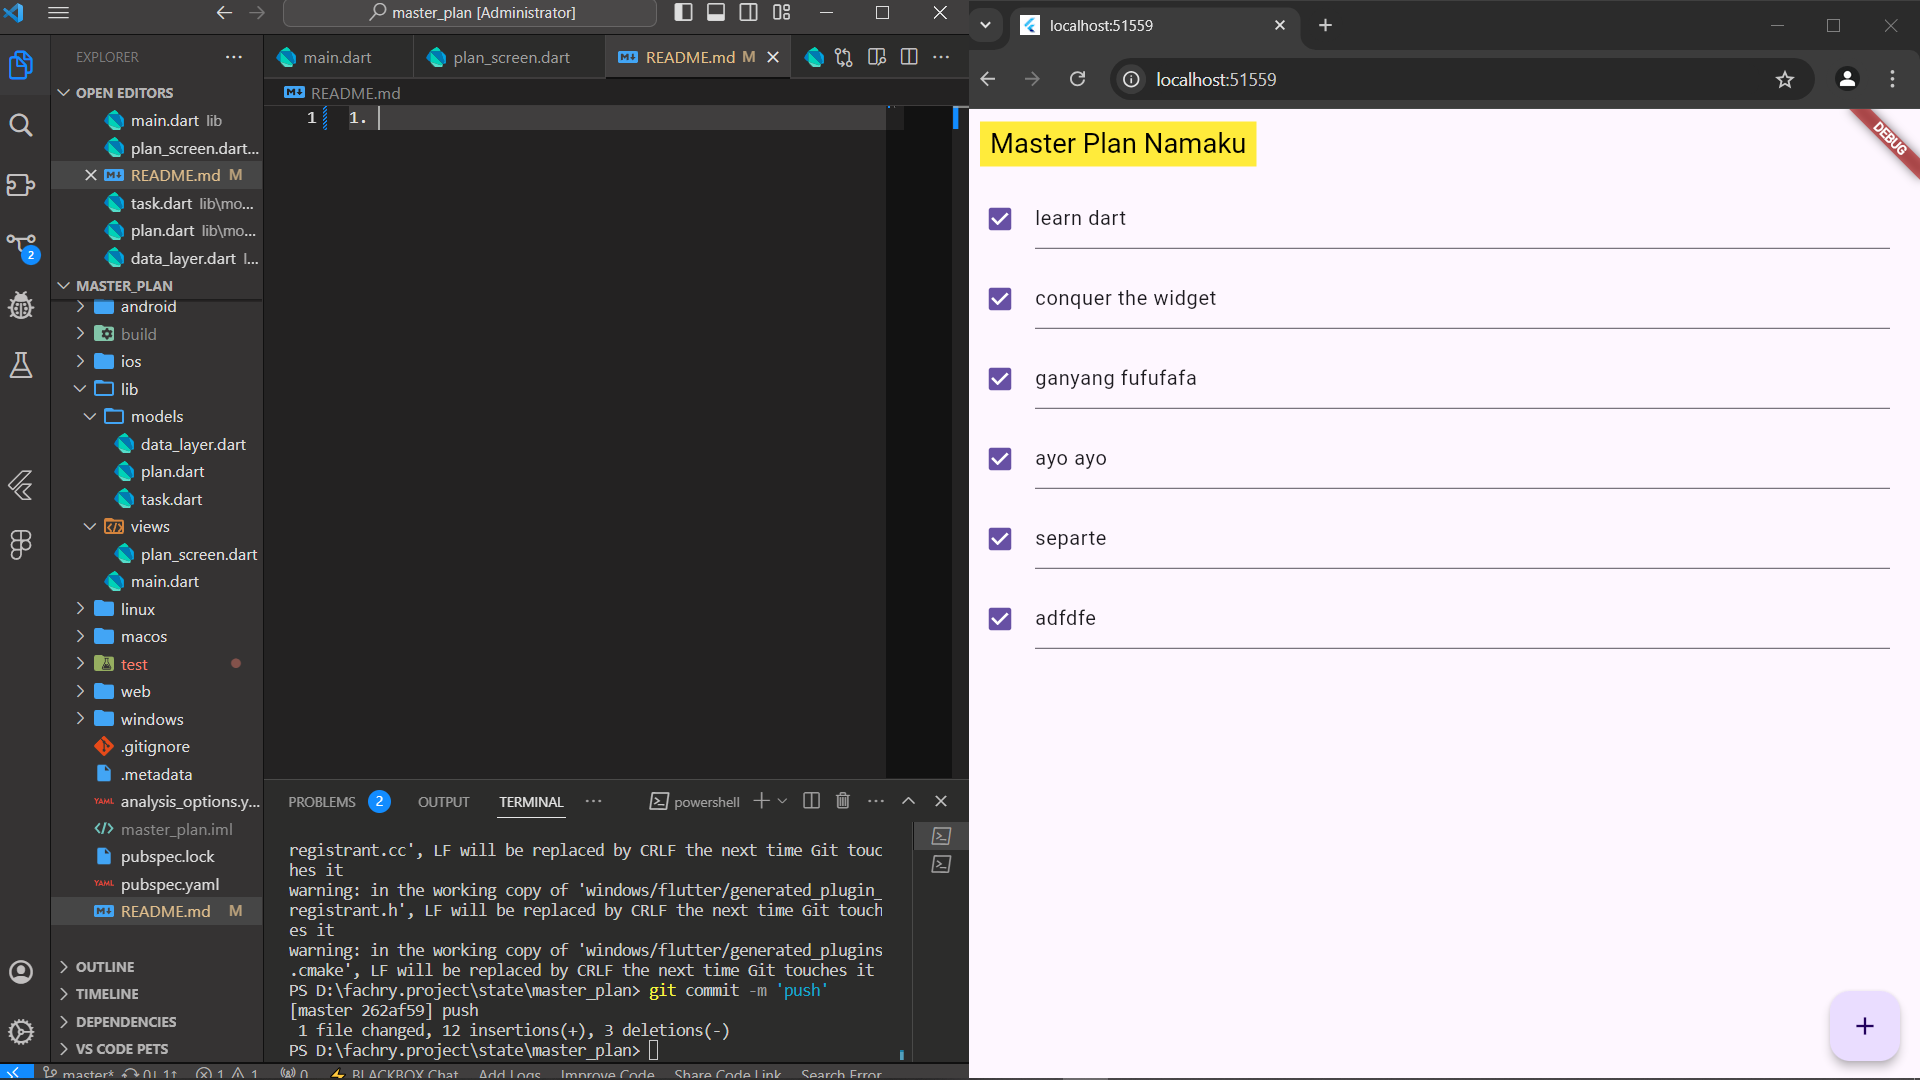 master_plan [Administrator]
EXPLORER
OPEN EDITORS
main.dart lib
plan_screen.dart...
README.md M
task.dart lib\mo...
plan.dart lib\mo...
data_layer.dart l...
MASTER_PLAN
android
build
ios
lib
models
data_layer.dart
plan.dart
task.dart
views
plan_screen.dart
main.dart
linux
macos
test
web
windows
.gitignore
.metadata
analysis_options.y...
master_plan.iml
pubspec.lock
pubspec.yaml
README.md M
OUTLINE
TIMELINE
DEPENDENCIES
VS CODE PETS
2
main.dart
plan_screen.dart
README.md M
README.md
1 1.
PROBLEMS 2 OUTPUT TERMINAL ... powershell
registrant.cc', LF will be replaced by CRLF the next time Git touc
hes it
warning: in the working copy of 'windows/flutter/generated_plugin_
registrant.h', LF will be replaced by CRLF the next time Git touch
es it
warning: in the working copy of 'windows/flutter/generated_plugins
.cmake', LF will be replaced by CRLF the next time Git touches it
PS D:\fachry.project\state\master_plan> git commit -m 'push'
[master 262af59] push
1 file changed, 12 insertions(+), 3 deletions(-)
PS D:\fachry.project\state\master_plan>
master* 0↓ 1↑ 1 1 0 BLACKBOX Chat Add Logs Improve Code Share Code Link Search Error
localhost:51559
localhost:51559
DEBUG
Master Plan Namaku
learn dart
conquer the widget
ganyang fufufafa
ayo ayo
separte
adfdfe